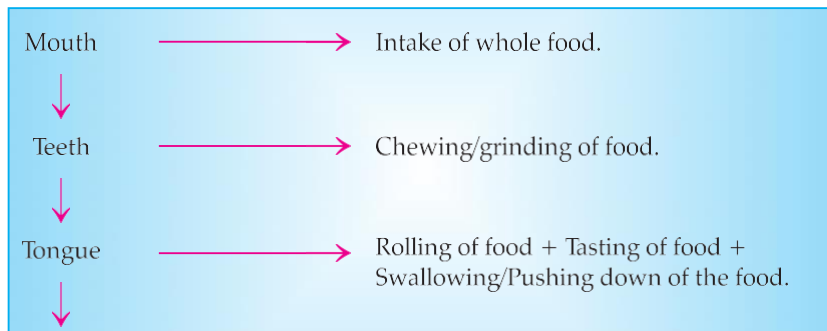 Mouth Intake of whole food.
Teeth Chewing/grinding of food.
Tongue Rolling of food + Tasting of food +
Swallowing/Pushing down of the food.